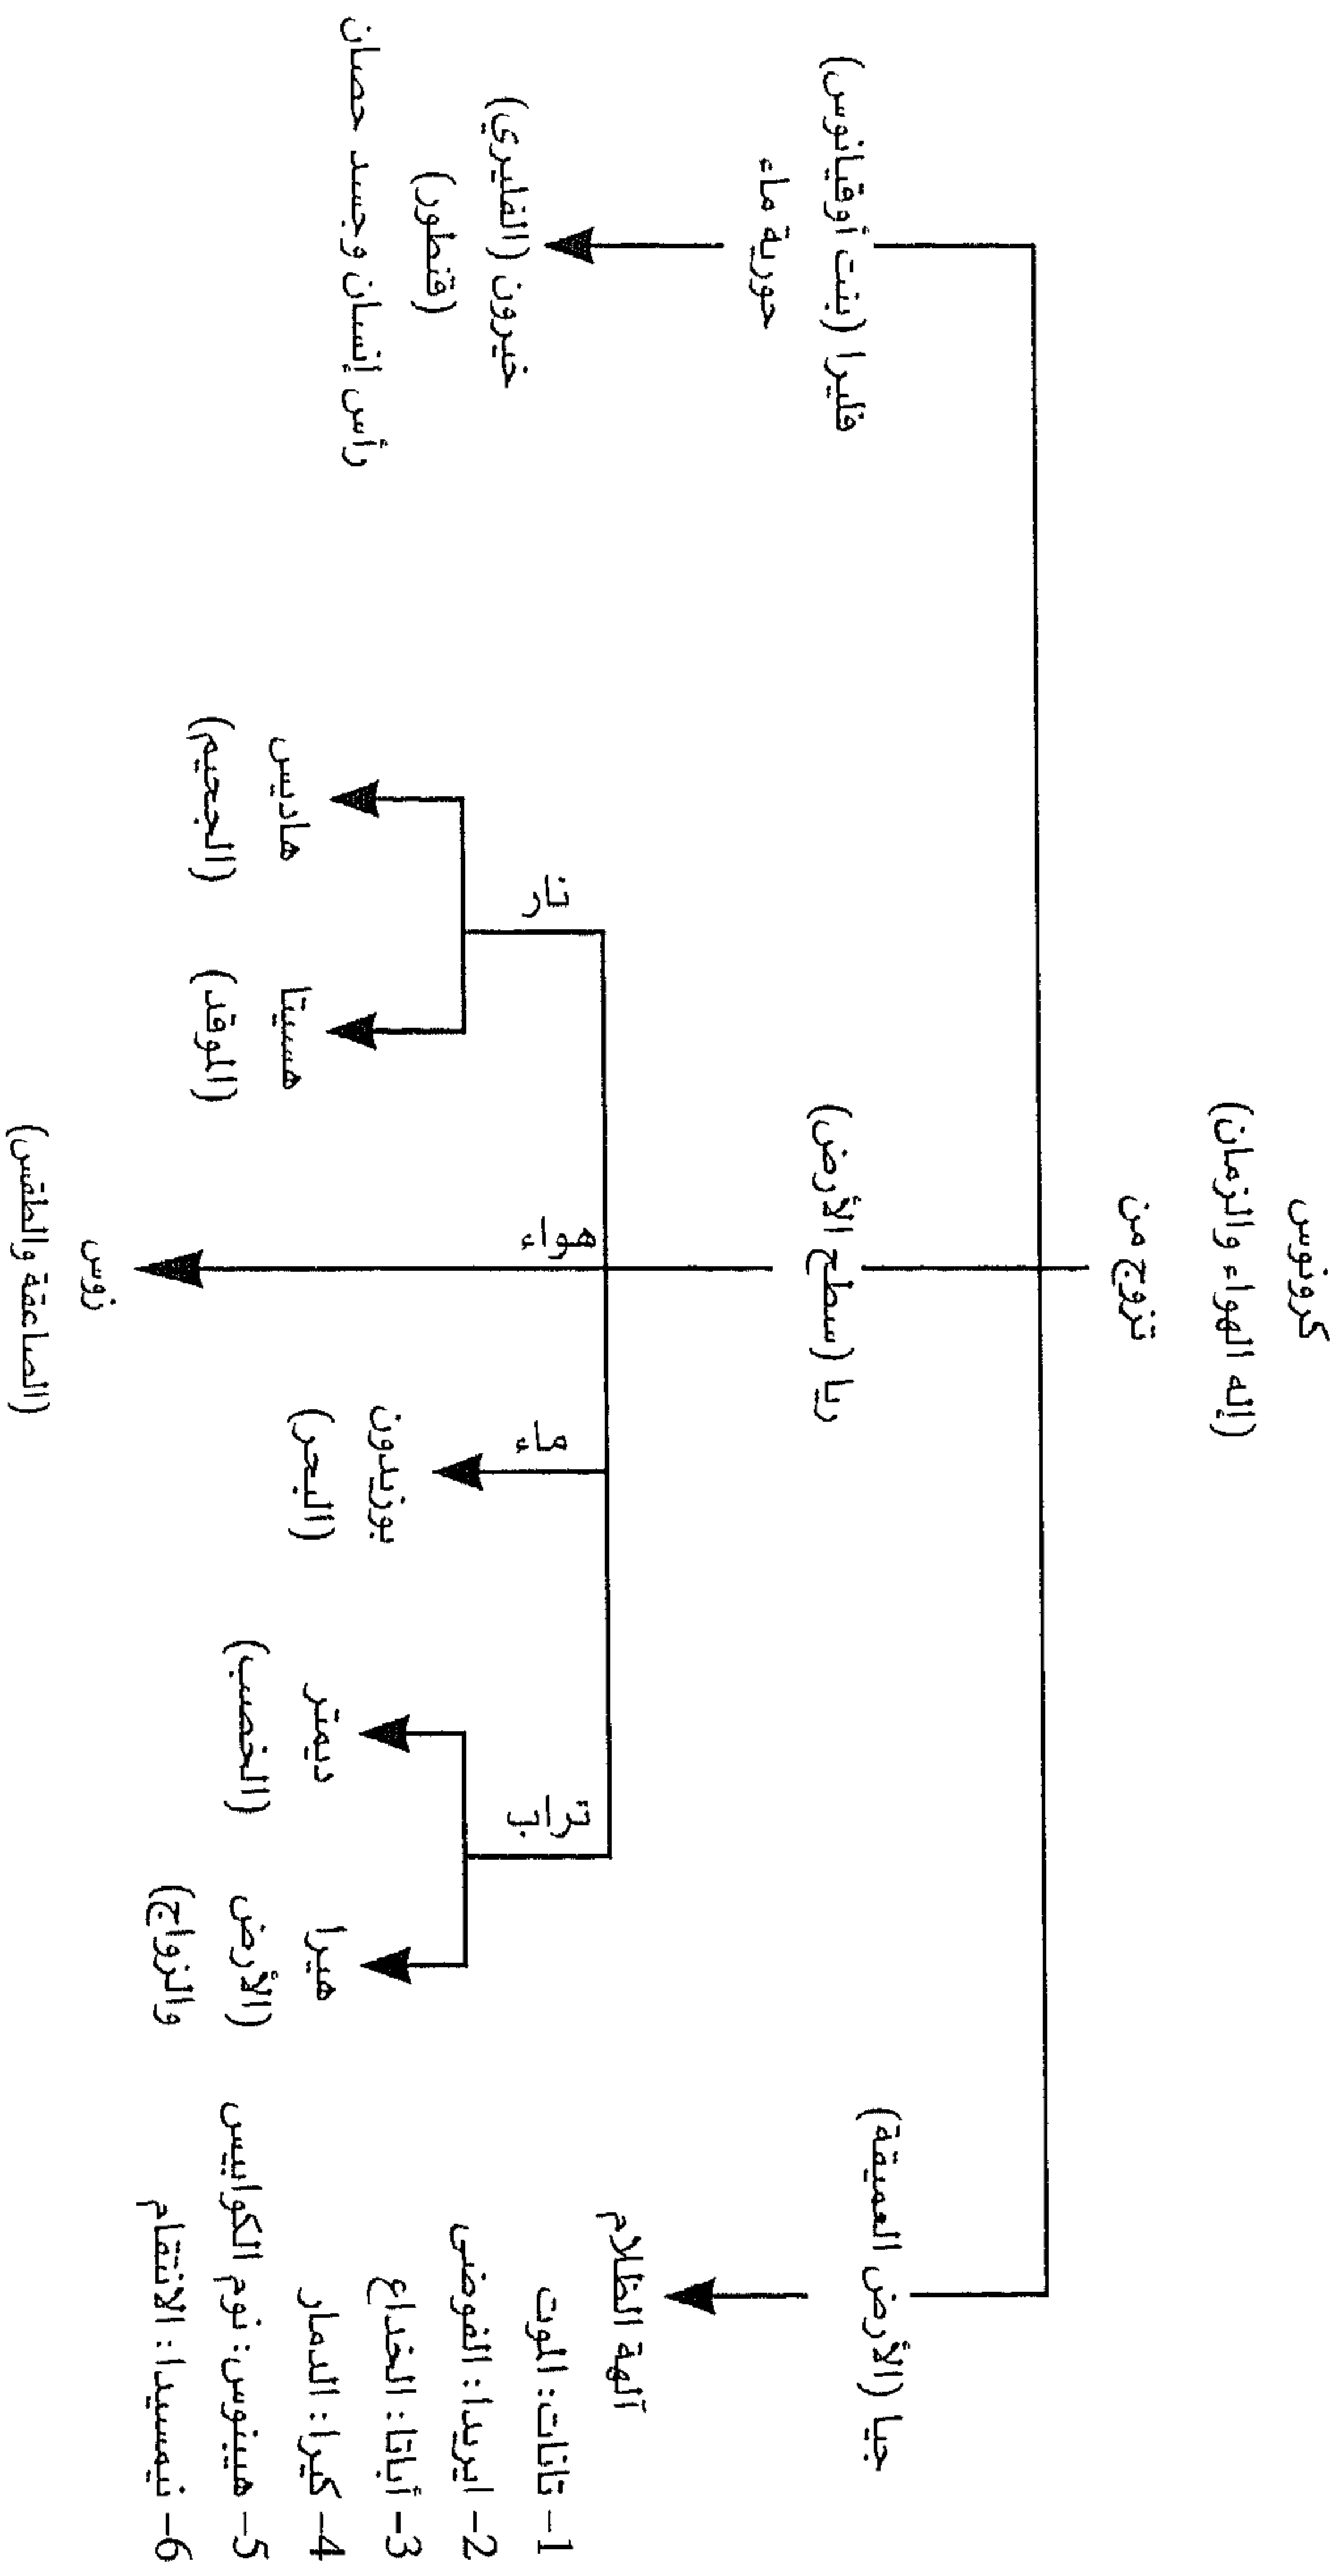 كرونوس
(إله الهواء والزمان)
تزوج من
جيا (الأرض العميقة)
آلهة الظلام
1- تانات: الموت
2- ايريدا: الفوضى
3- أباتا: الخداع
4- كيرا: الدمار
5- هيبنوس: نوم الكوابيس
6- نيمسيدا: الانتقام
ريا (سطح الأرض)
تراب
هيرا
(الأرض
والزواج)
ديمتر
(الخصب)
ماء
بوزيدون
(البحر)
هواء
زوس
(الصاعقة والطقس)
نار
هستيا
(الموقد)
هاديس
(الجحيم)
فليرا (بنت أوقيانوس)
حورية ماء
خيرون (الفليري)
(قنطور)
رأس إنسان وجسد حصان